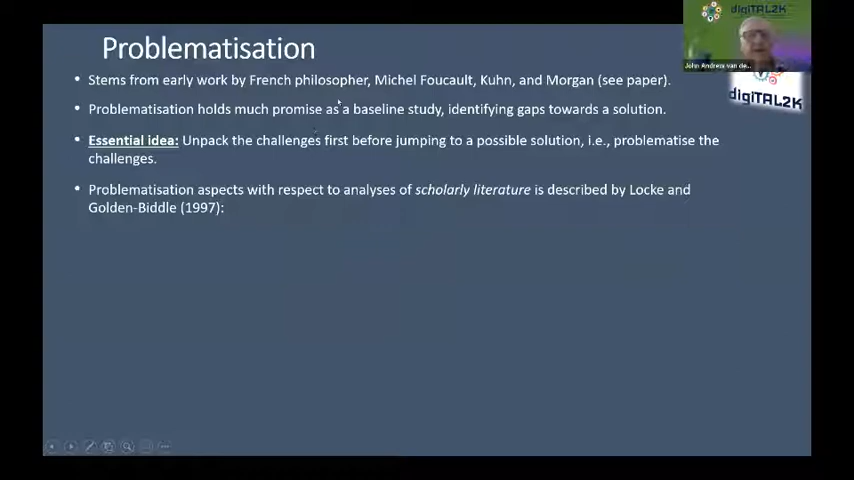 digiTAL2K
Problematisation
John Andrew van de...
digiTAL2K
• Stems from early work by French philosopher, Michel Foucault, Kuhn, and Morgan (see paper).
• Problematisation holds much promise as a baseline study, identifying gaps towards a solution.
• Essential idea: Unpack the challenges first before jumping to a possible solution, i.e., problematise the
challenges.
• Problematisation aspects with respect to analyses of scholarly literature is described by Locke and
Golden-Biddle (1997):